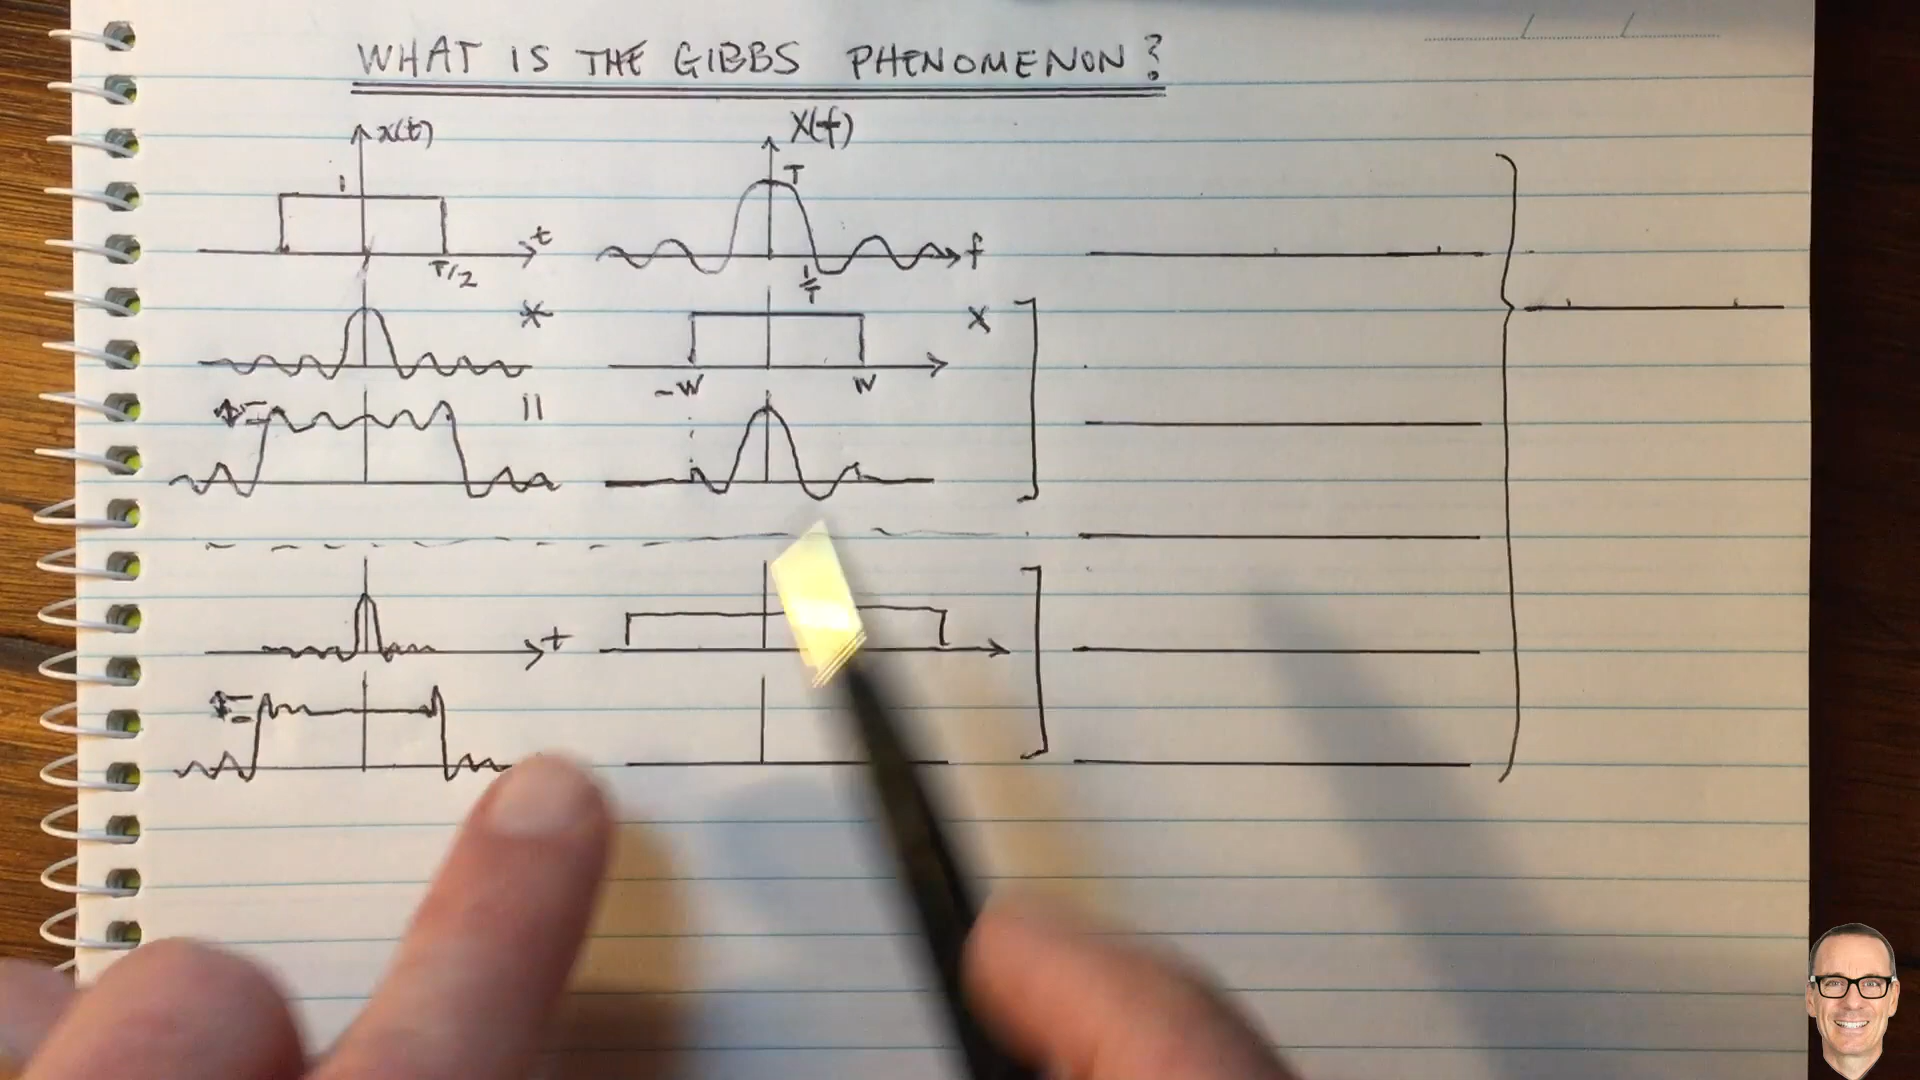 WHAT IS THE GIBBS PHENOMENON?
x(t) X(f)
1 T
t f
T/2 1/T
* X
-W W
=
t